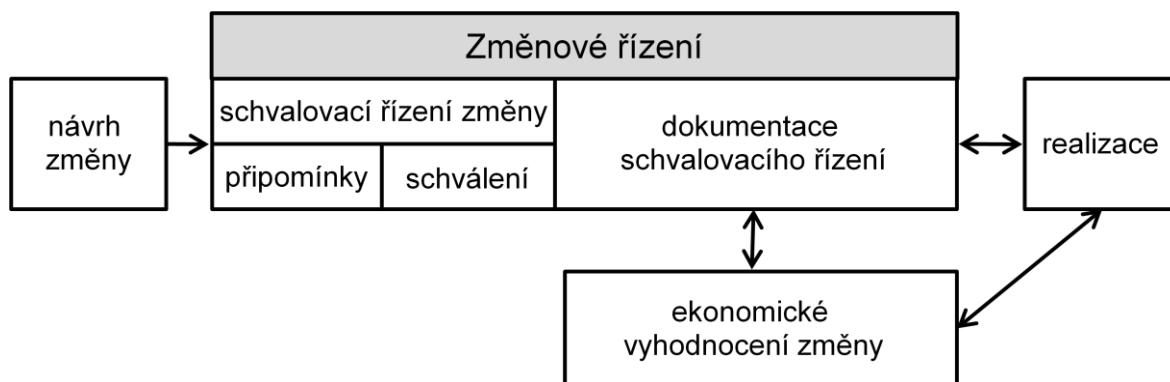 Změnové řízení
návrh
změny
schvalovací řízení změny
připomínky
schválení
dokumentace
schvalovacího řízení
realizace
ekonomické
vyhodnocení změny